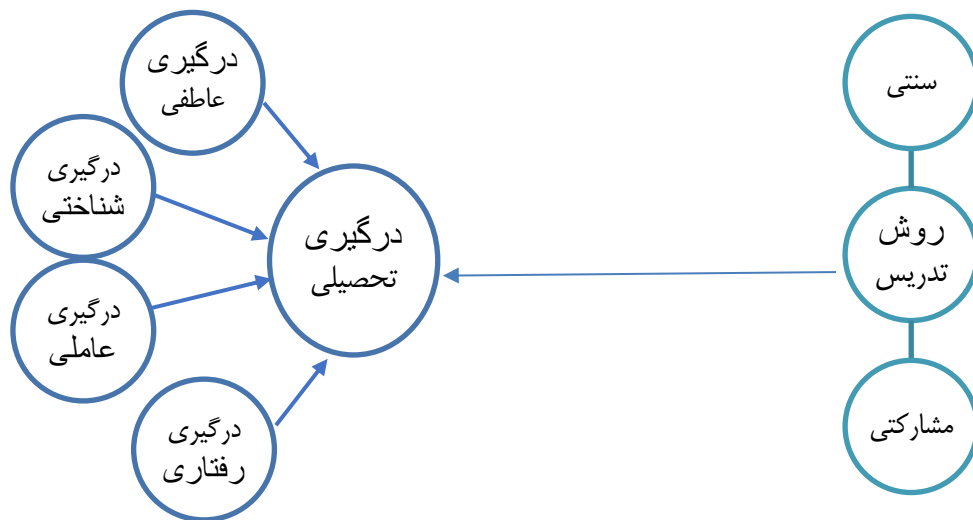 سنتی
روش
تدریس
مشارکتی
درگیری
تحصیلی
درگیری
عاطفی
درگیری
شناختی
درگیری
عاملی
درگیری
رفتاری